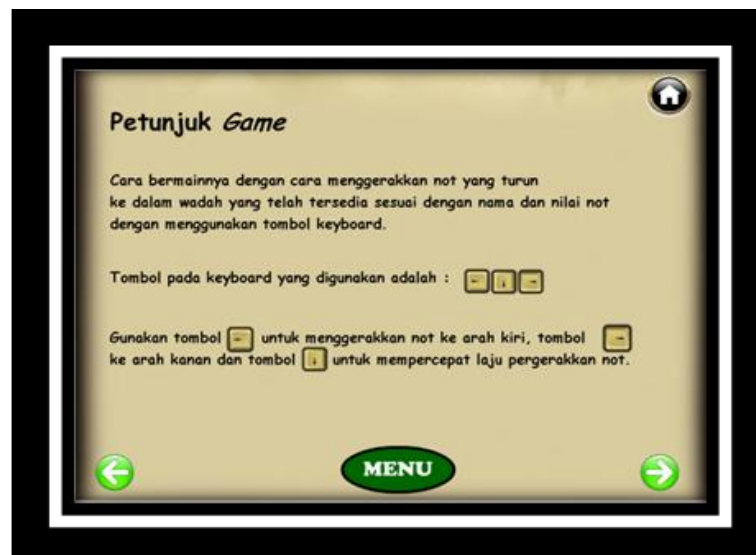 Petunjuk Game
Cara bermainnya dengan cara menggerakkan not yang turun
ke dalam wadah yang telah tersedia sesuai dengan nama dan nilai not
dengan menggunakan tombol keyboard.
Tombol pada keyboard yang digunakan adalah : ← ↓ →
Gunakan tombol ← untuk menggerakkan not ke arah kiri, tombol →
ke arah kanan dan tombol ↓ untuk mempercepat laju pergerakkan not.
MENU